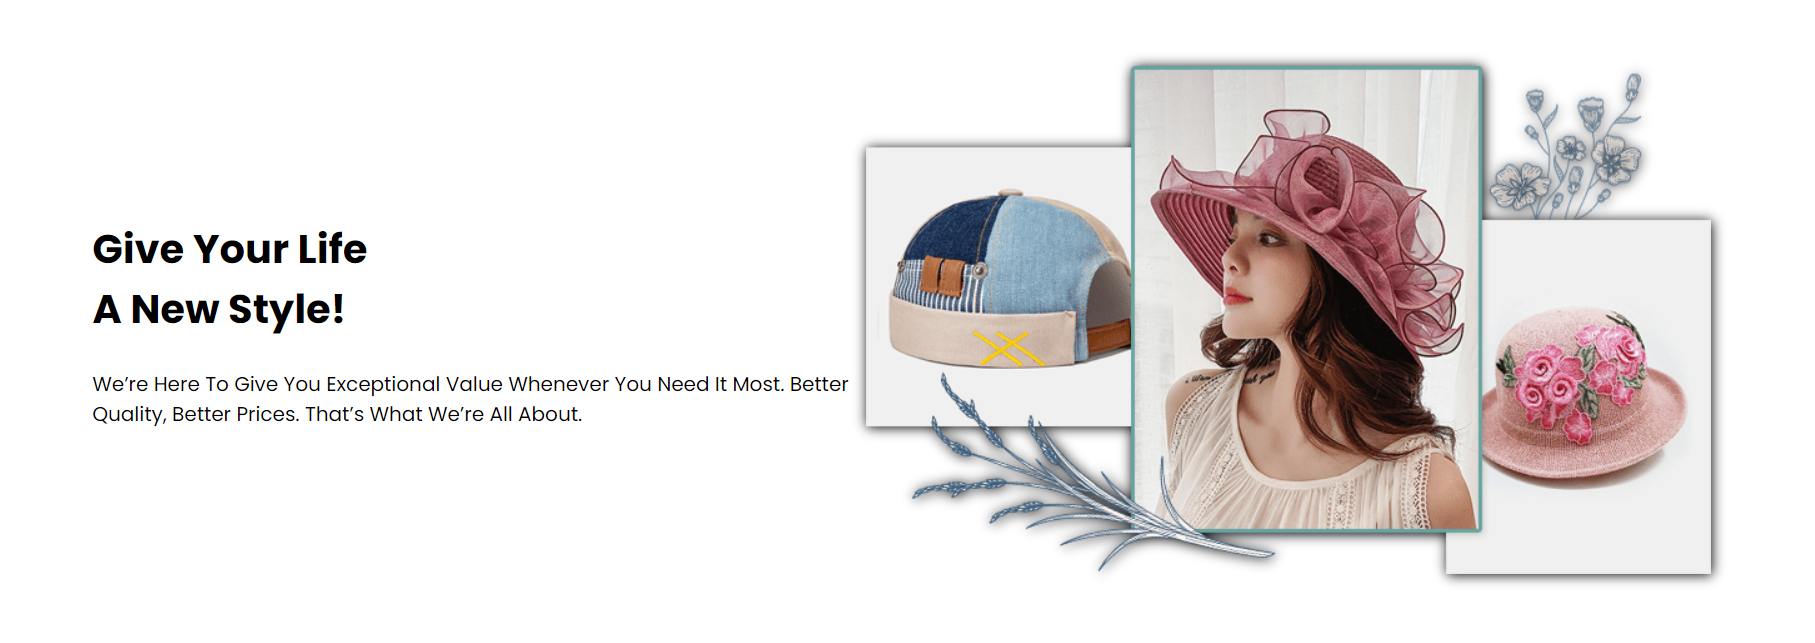 Give Your Life
A New Style!
We’re Here To Give You Exceptional Value Whenever You Need It Most. Better
Quality, Better Prices. That’s What We’re All About.